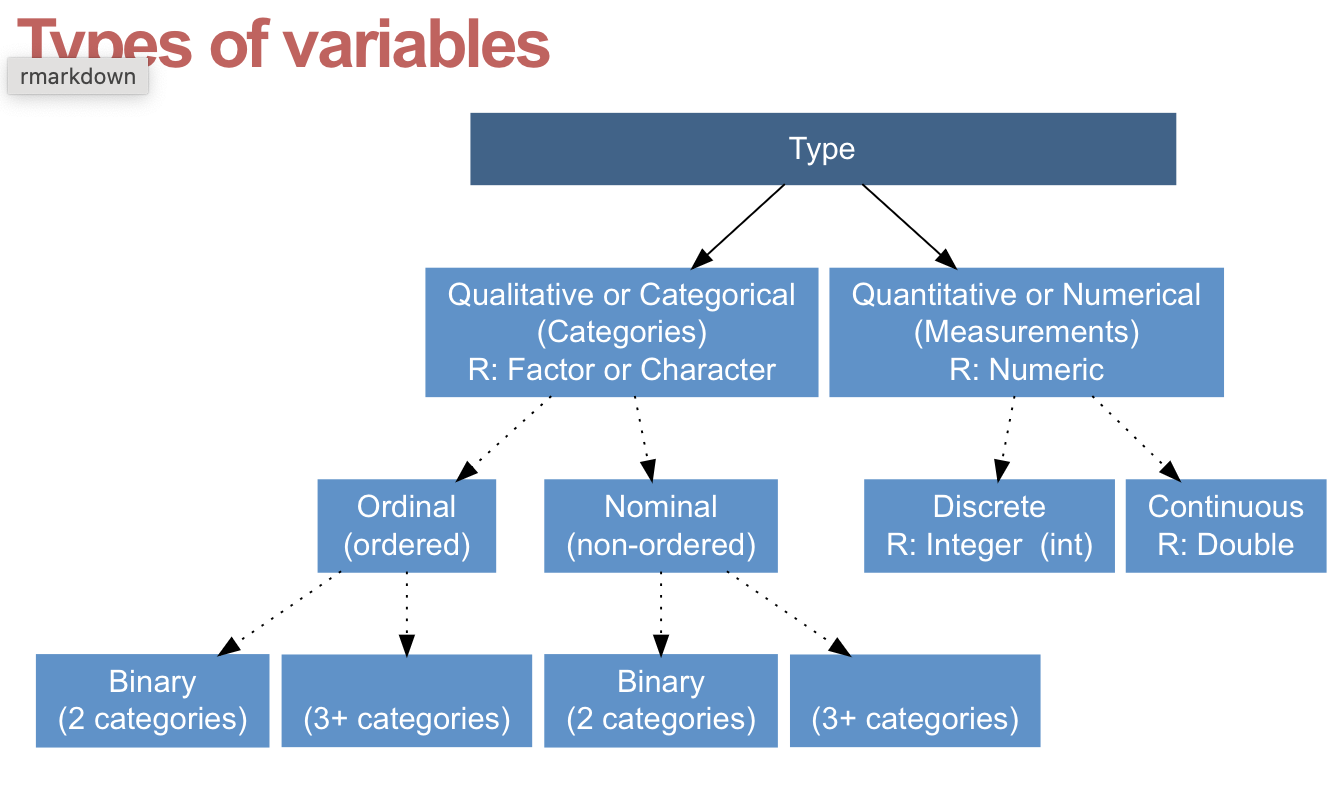 Types of variables
rmarkdown
Type
Qualitative or Categorical
(Categories)
R: Factor or Character
Quantitative or Numerical
(Measurements)
R: Numeric
Ordinal
(ordered)
Nominal
(non-ordered)
Discrete
R: Integer  (int)
Continuous
R: Double
Binary
(2 categories)
(3+ categories)
Binary
(2 categories)
(3+ categories)